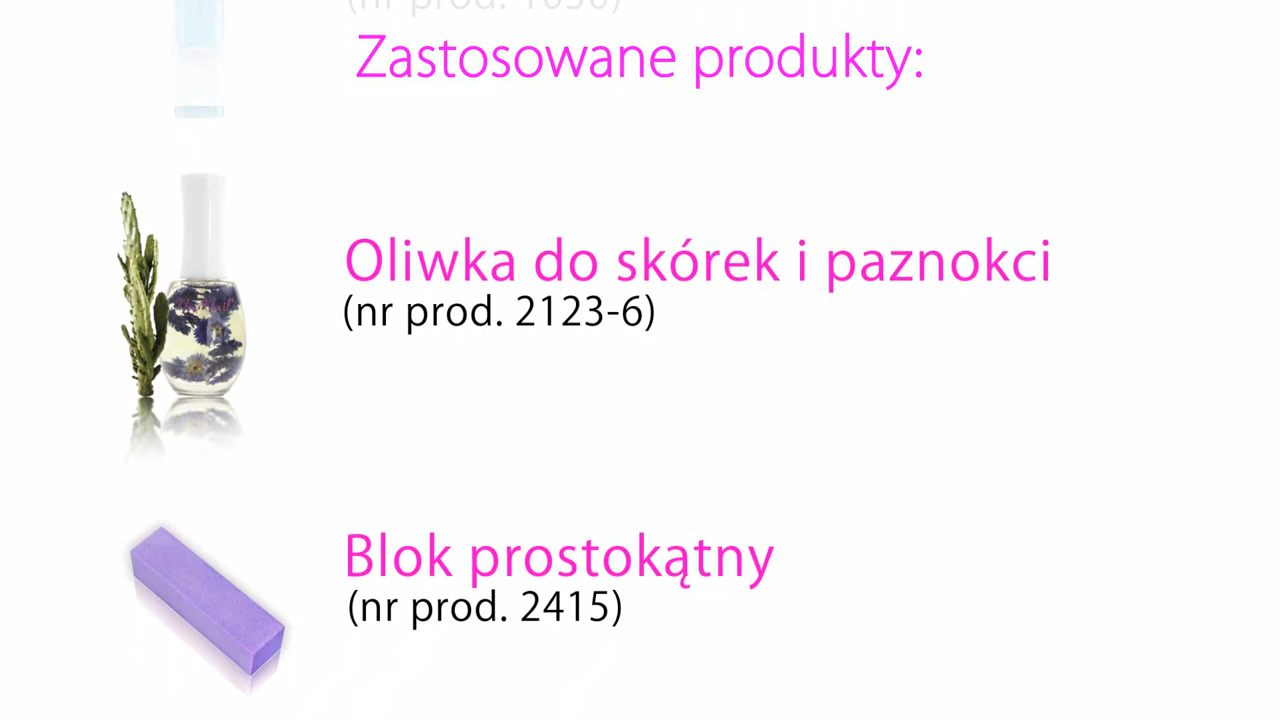 Zastosowane produkty:
Oliwka do skórek i paznokci
(nr prod. 2123-6)
Blok prostokątny
(nr prod. 2415)